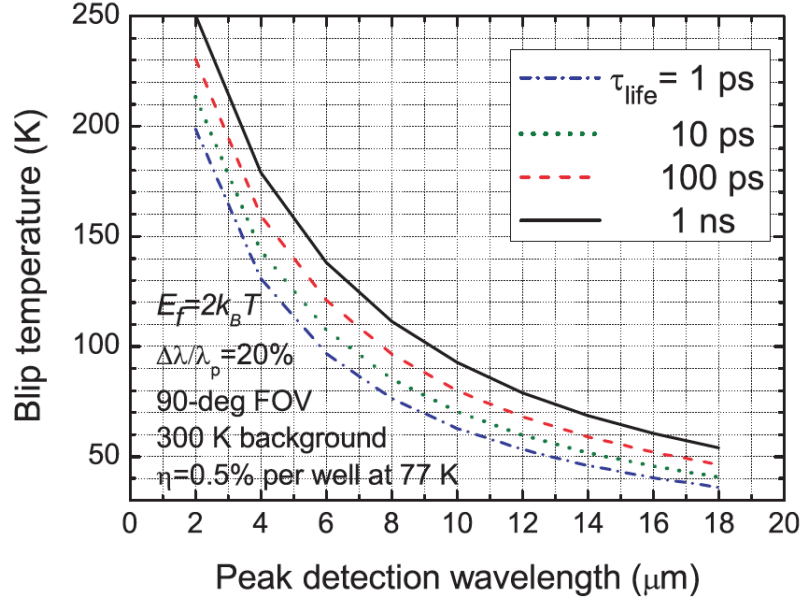 250
200
150
100
50
Blip temperature (K)
τlife= 1 ps
10 ps
100 ps
1 ns
Ef=2kBT
Δλ/λp=20%
90-deg FOV
300 K background
η=0.5% per well at 77 K
0 2 4 6 8 10 12 14 16 18 20
Peak detection wavelength (μm)